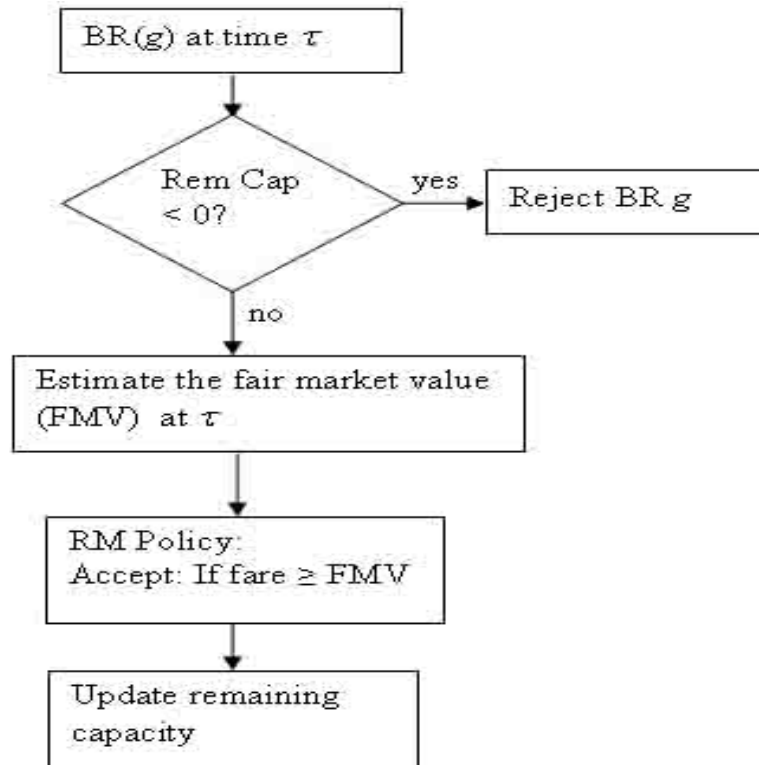 BR(g) at time τ
Rem Cap
< 0?
yes
Reject BR g
no
Estimate the fair market value
(FMV) at τ
RM Policy:
Accept: If fare ≥ FMV
Update remaining
capacity